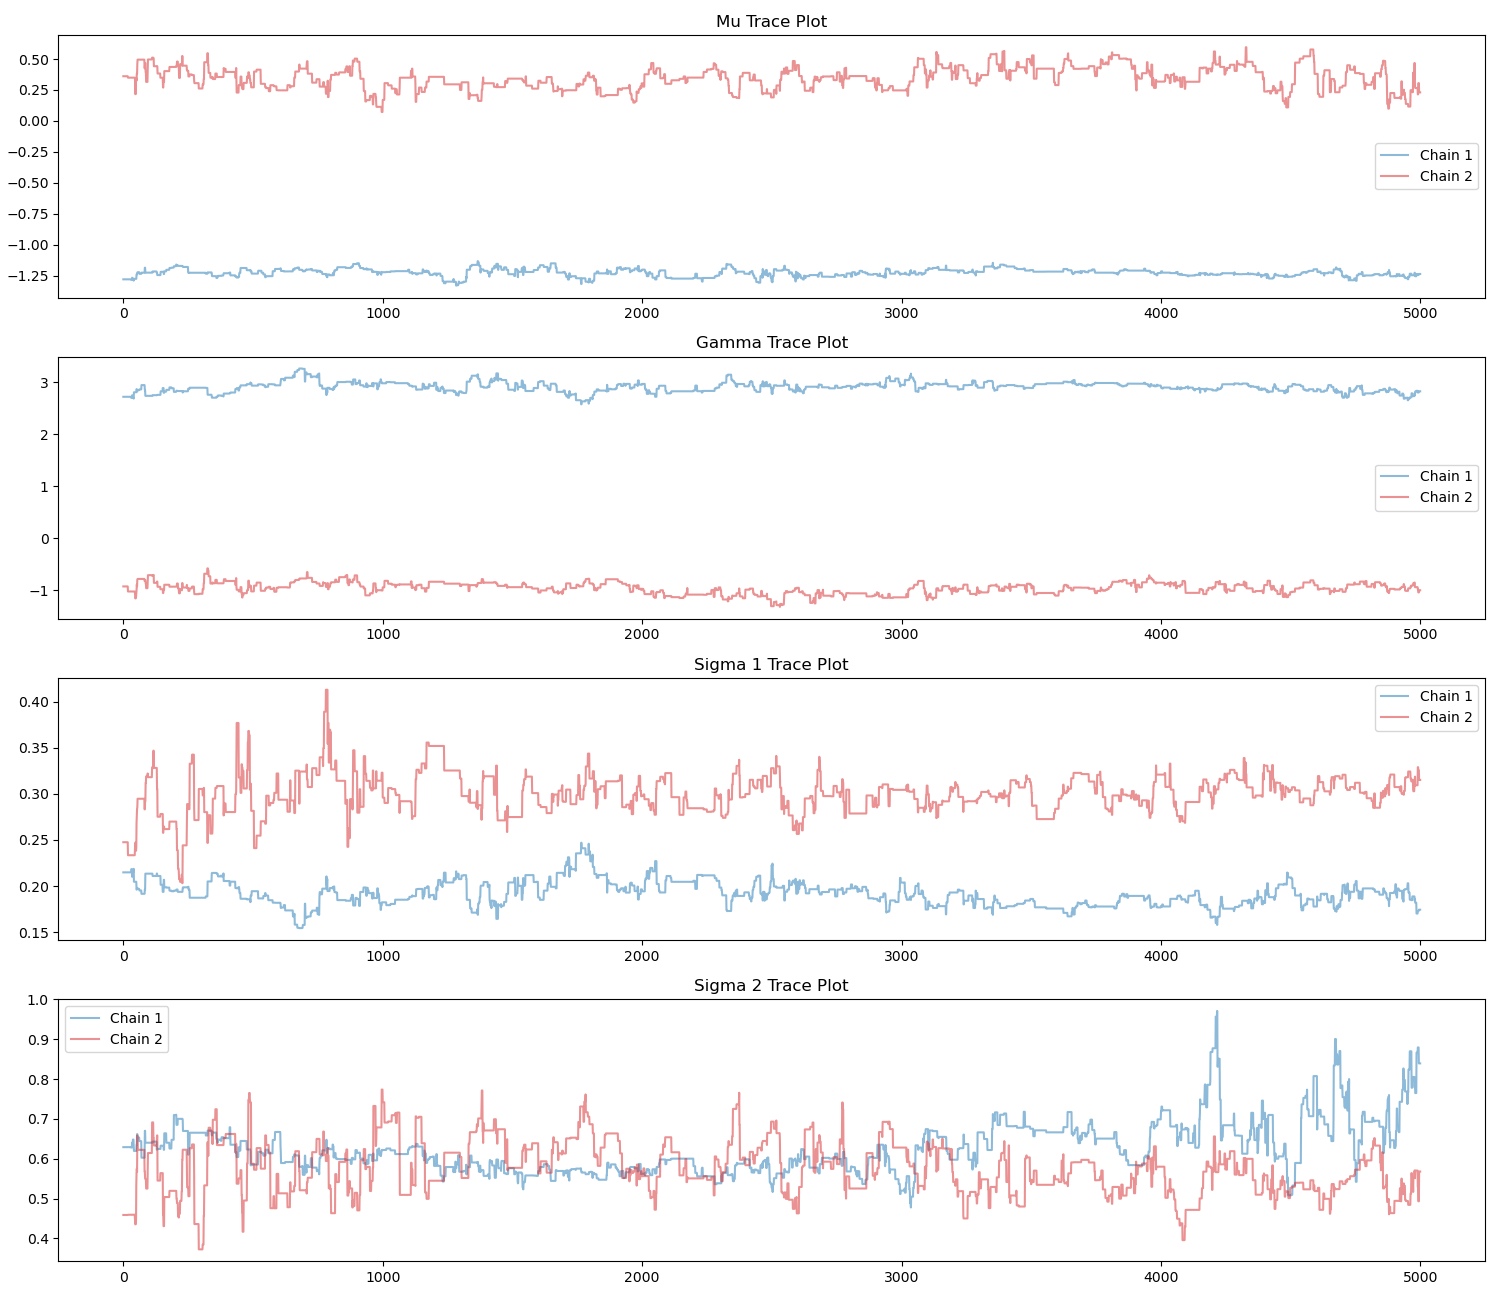 Mu Trace Plot
0.50
0.25
0.00
−0.25
−0.50
−0.75
−1.00
−1.25
Chain 1
Chain 2
0 1000 2000 3000 4000 5000
Gamma Trace Plot
3
2
1
0
−1
Chain 1
Chain 2
0 1000 2000 3000 4000 5000
Sigma 1 Trace Plot
0.40
0.35
0.30
0.25
0.20
0.15
Chain 1
Chain 2
0 1000 2000 3000 4000 5000
Sigma 2 Trace Plot
1.0
0.9
0.8
0.7
0.6
0.5
0.4
Chain 1
Chain 2
0 1000 2000 3000 4000 5000